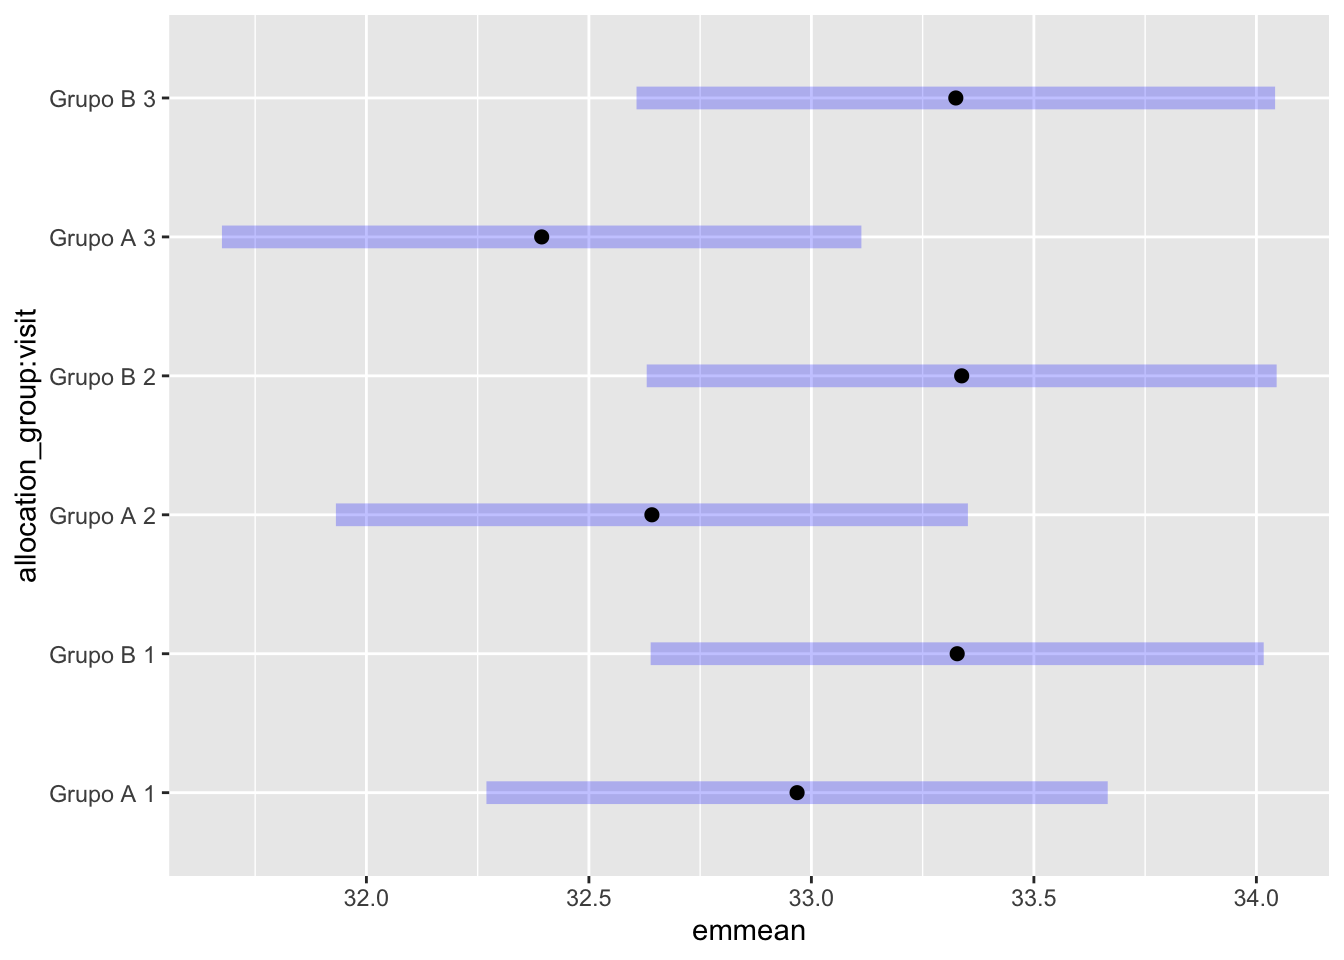 Grupo B 3
Grupo A 3
Grupo B 2
Grupo A 2
Grupo B 1
Grupo A 1
allocation_group:visit
32.0 32.5 33.0 33.5 34.0
emmean